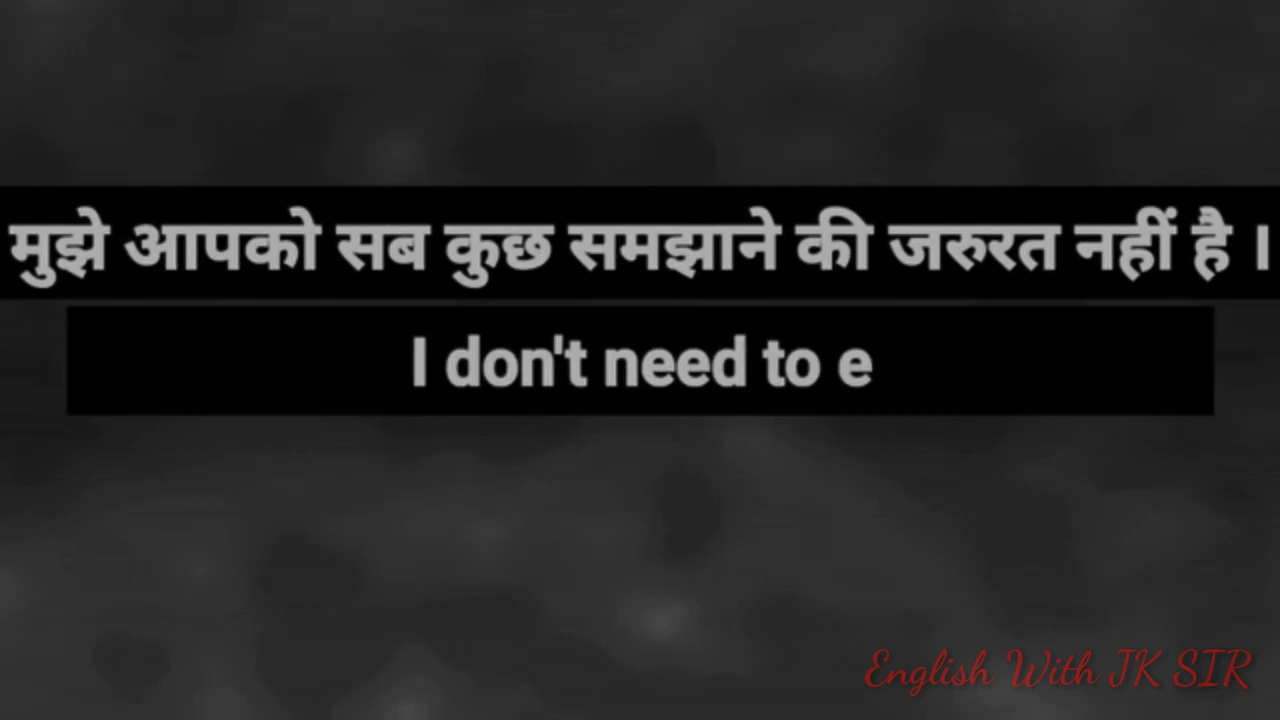 मुझे आपको सब कुछ समझाने की जरुरत नहीं है ।
I don't need to e
English With JK SIR